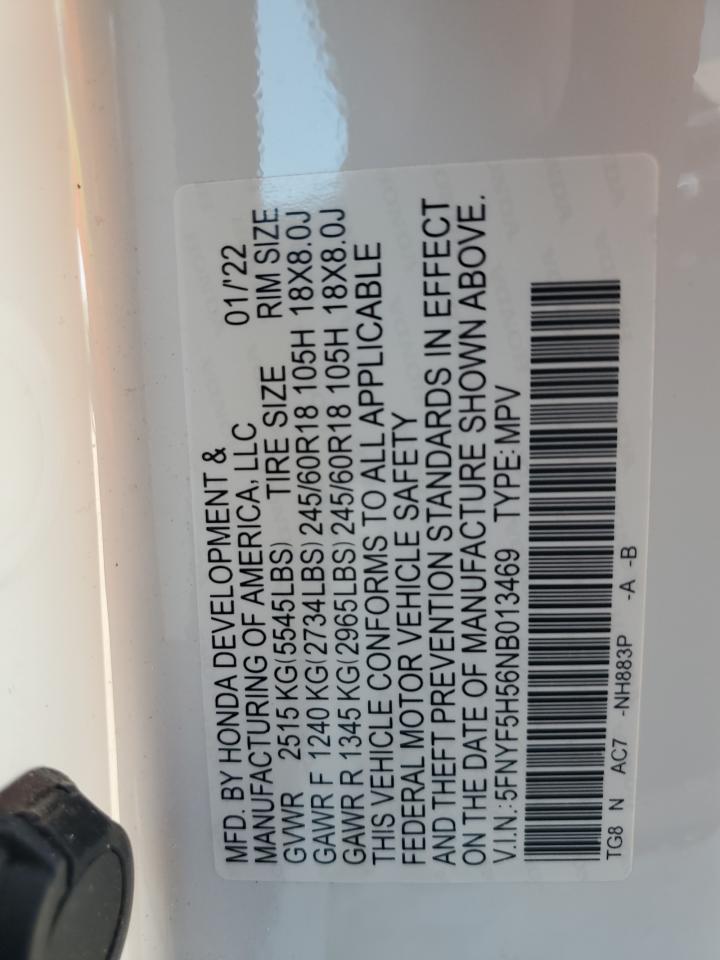 MFD. BY HONDA DEVELOPMENT & 01/'22
MANUFACTURING OF AMERICA, LLC
GVWR 2515 KG(5545LBS) TIRE SIZE RIM SIZE
GAWR F 1240 KG(2734LBS) 245/60R18 105H 18X8.0J
GAWR R 1345 KG(2965LBS) 245/60R18 105H 18X8.0J
THIS VEHICLE CONFORMS TO ALL APPLICABLE
FEDERAL MOTOR VEHICLE SAFETY
AND THEFT PREVENTION STANDARDS IN EFFECT
ON THE DATE OF MANUFACTURE SHOWN ABOVE.
V.I.N.:5FNYF5H56NB013469 TYPE:MPV
TG8 N AC7 -NH883P -A -B